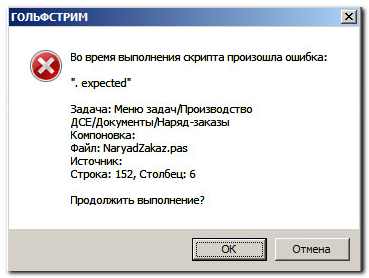 ГОЛЬФСТРИМ
Во время выполнения скрипта произошла ошибка:
". expected"
Задача: Меню задач/Производство
ДСЕ/Документы/Наряд-заказы
Компоновка:
Файл: NaryadZakaz.pas
Источник:
Строка: 152, Столбец: 6
Продолжить выполнение?
OK
Отмена